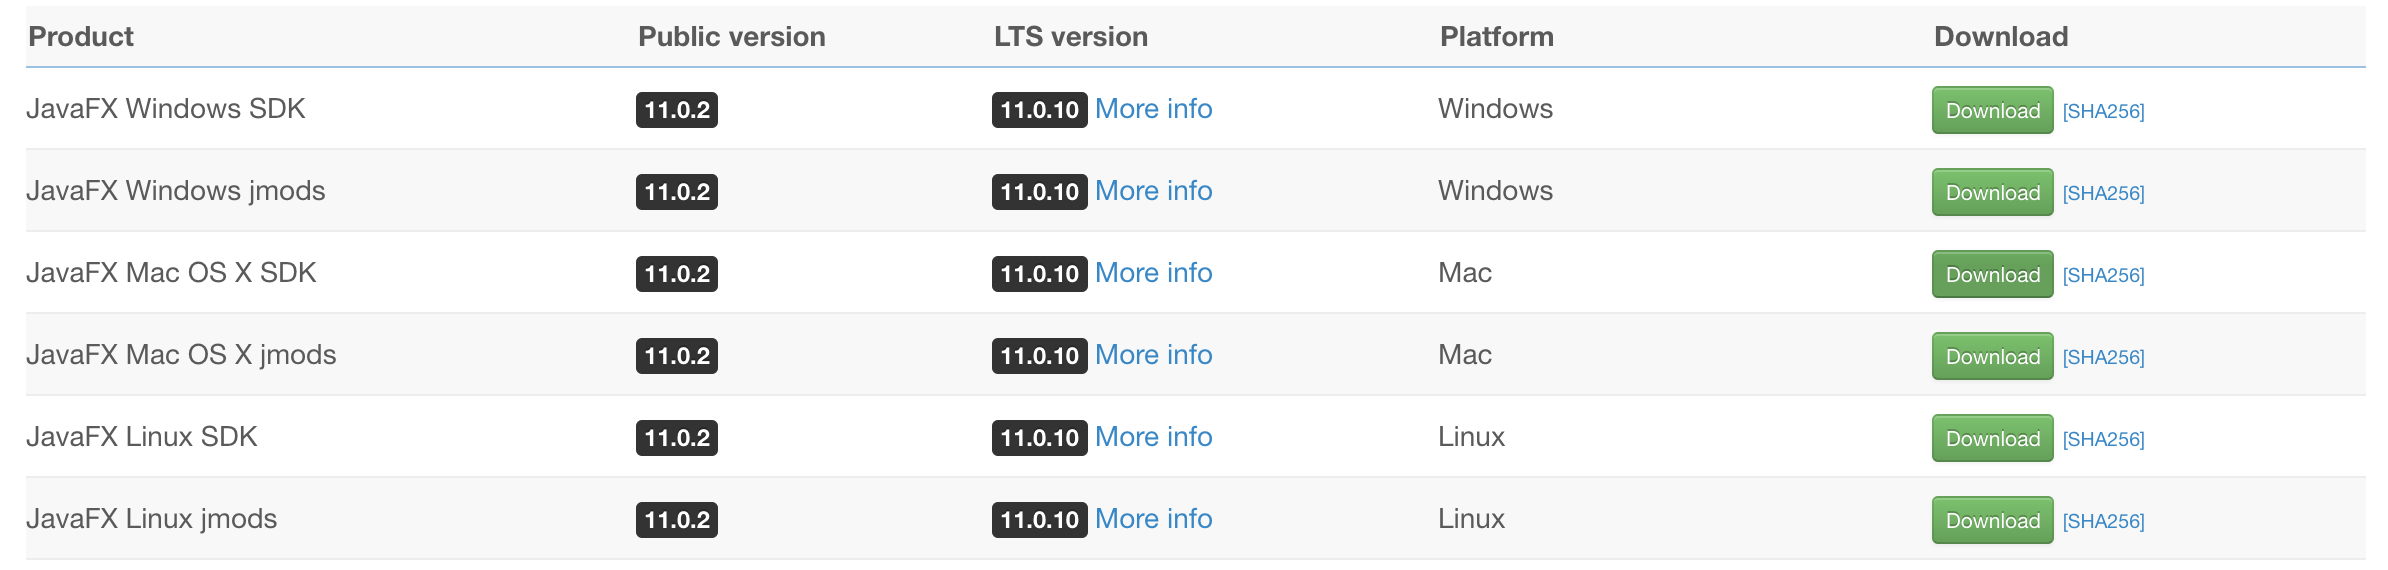 Product Public version LTS version Platform Download
JavaFX Windows SDK 11.0.2 11.0.10 More info Windows Download [SHA256]
JavaFX Windows jmods 11.0.2 11.0.10 More info Windows Download [SHA256]
JavaFX Mac OS X SDK 11.0.2 11.0.10 More info Mac Download [SHA256]
JavaFX Mac OS X jmods 11.0.2 11.0.10 More info Mac Download [SHA256]
JavaFX Linux SDK 11.0.2 11.0.10 More info Linux Download [SHA256]
JavaFX Linux jmods 11.0.2 11.0.10 More info Linux Download [SHA256]